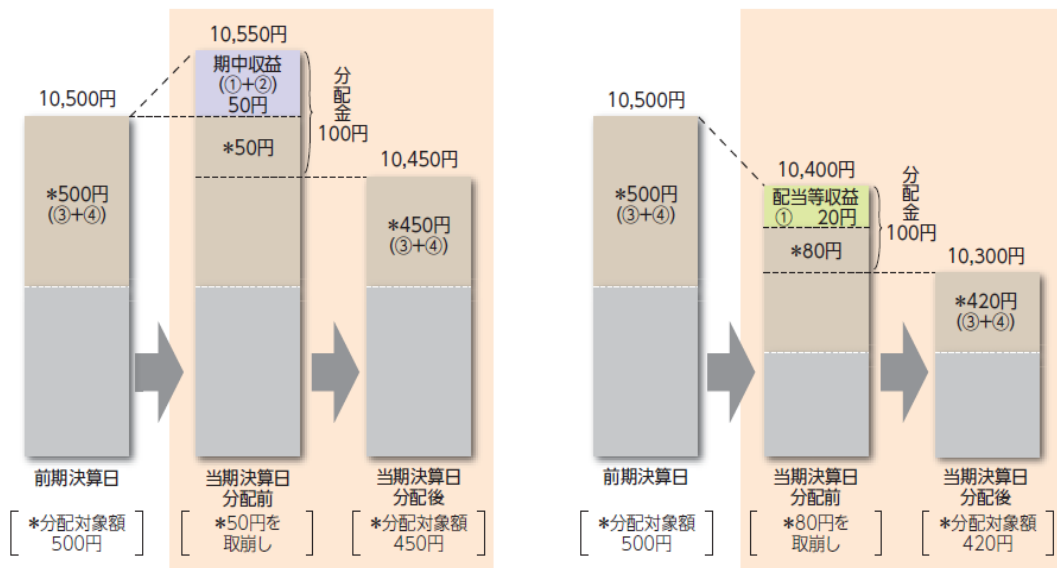 10,500円
*500円
(③+④)
前期決算日
*分配対象額
500円
10,550円
期中収益
(①+②)
50円
*50円
分配金
100円
当期決算日
分配前
*50円を
取崩し
10,450円
*450円
(③+④)
当期決算日
分配後
*分配対象額
450円
10,500円
*500円
(③+④)
前期決算日
*分配対象額
500円
10,400円
配当等収益
① 20円
*80円
分配金
100円
当期決算日
分配前
*80円を
取崩し
10,300円
*420円
(③+④)
当期決算日
分配後
*分配対象額
420円